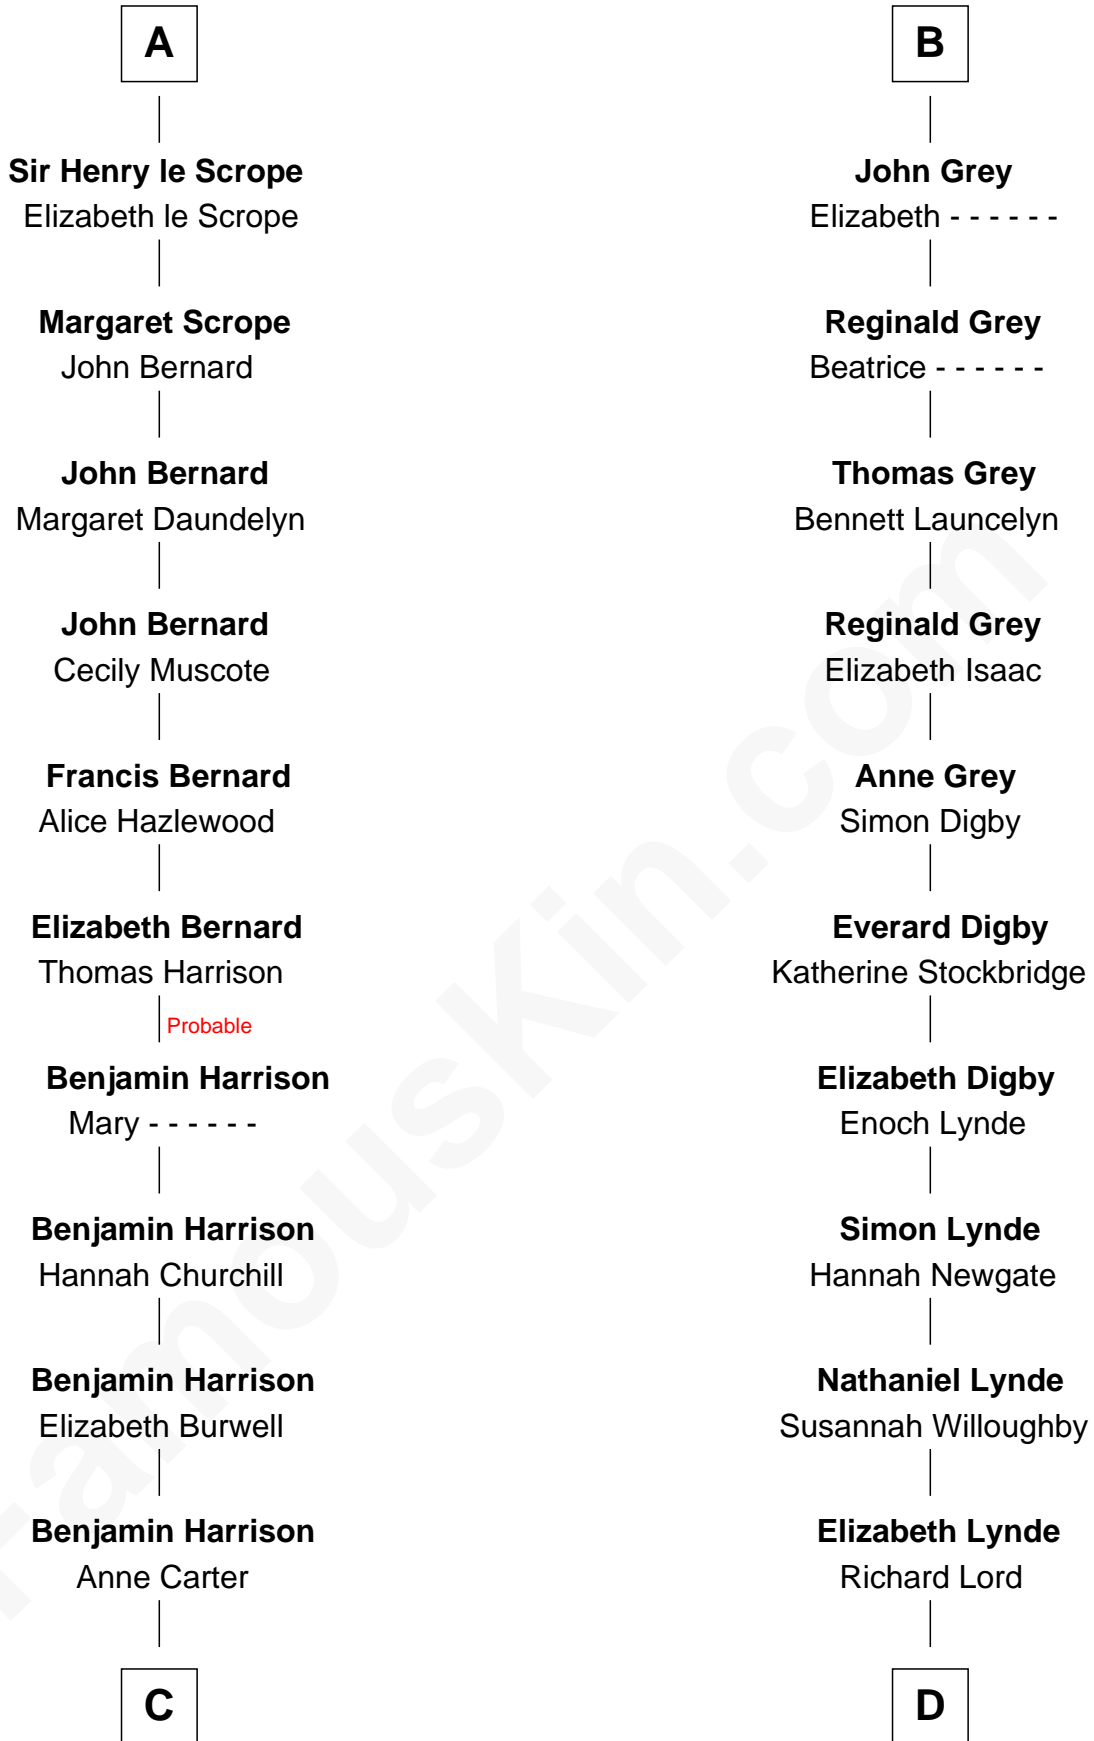 A
Sir Henry le Scrope
Elizabeth le Scrope
Margaret Scrope
John Bernard
John Bernard
Margaret Daundelyn
John Bernard
Cecily Muscote
Francis Bernard
Alice Hazlewood
Elizabeth Bernard
Thomas Harrison
Probable
Benjamin Harrison
Mary - - - - - -
Benjamin Harrison
Hannah Churchill
Benjamin Harrison
Elizabeth Burwell
Benjamin Harrison
Anne Carter
C
B
John Grey
Elizabeth - - - - - -
Reginald Grey
Beatrice - - - - - -
Thomas Grey
Bennett Launcelyn
Reginald Grey
Elizabeth Isaac
Anne Grey
Simon Digby
Everard Digby
Katherine Stockbridge
Elizabeth Digby
Enoch Lynde
Simon Lynde
Hannah Newgate
Nathaniel Lynde
Susannah Willoughby
Elizabeth Lynde
Richard Lord
D
FamousKin.com